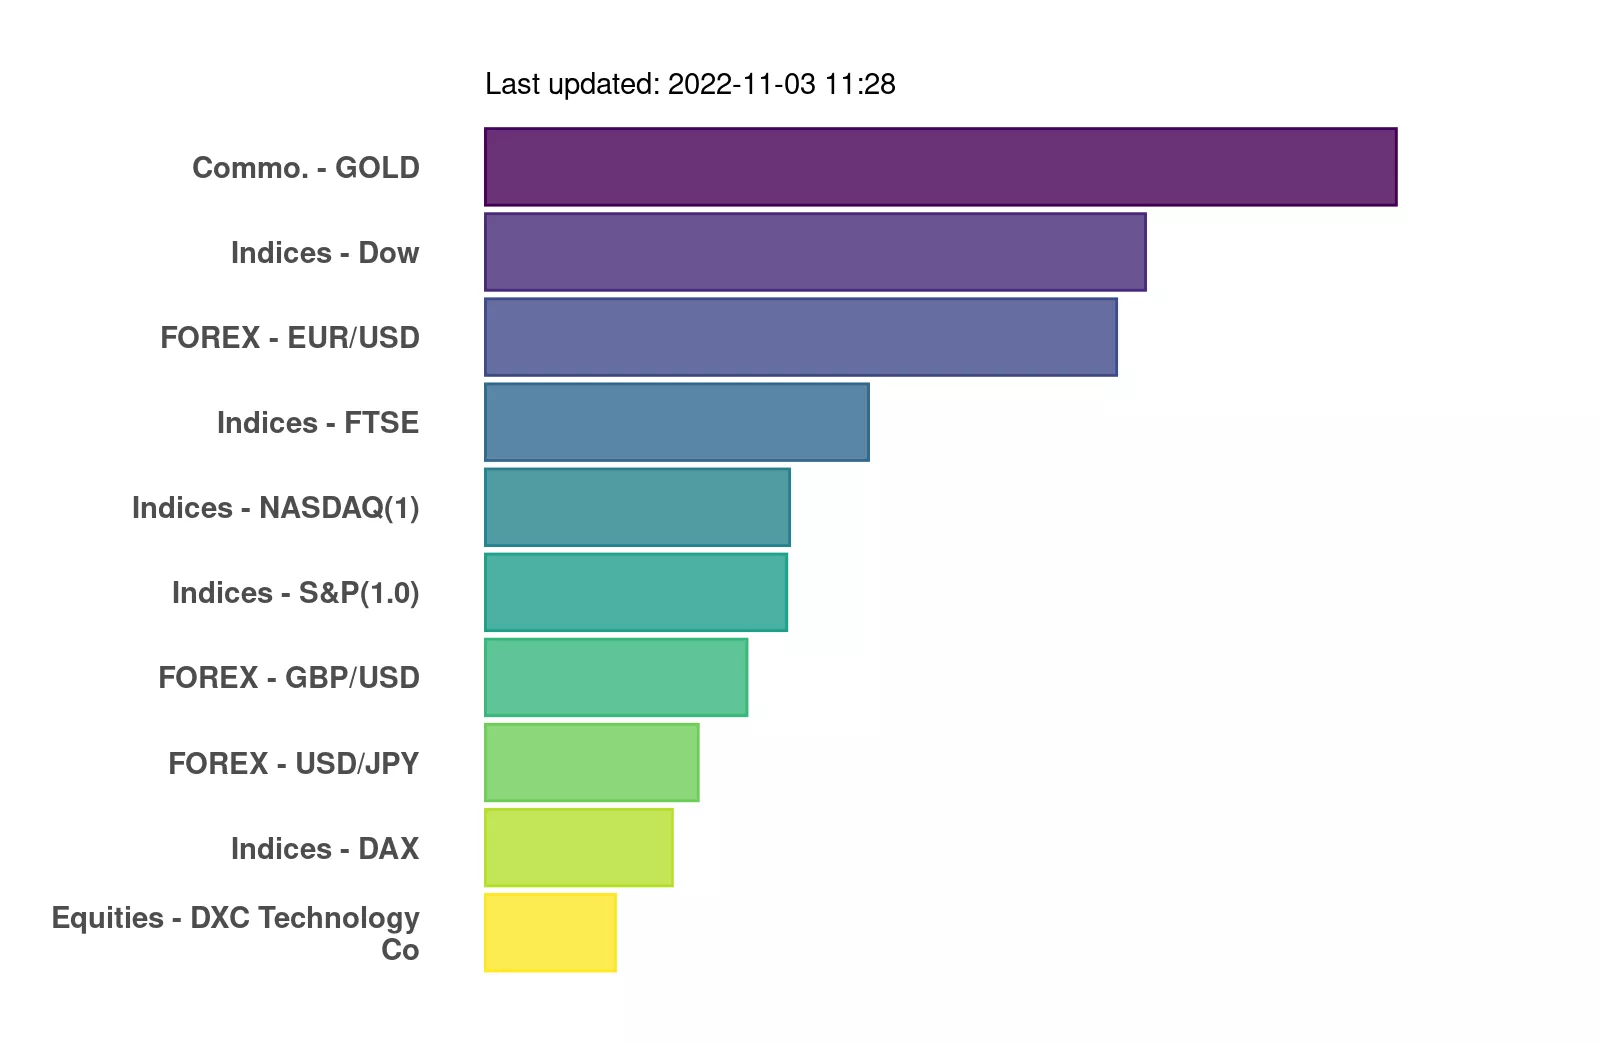 Last updated: 2022-11-03 11:28
Commo. - GOLD
Indices - Dow
FOREX - EUR/USD
Indices - FTSE
Indices - NASDAQ(1)
Indices - S&P(1.0)
FOREX - GBP/USD
FOREX - USD/JPY
Indices - DAX
Equities - DXC Technology
Co